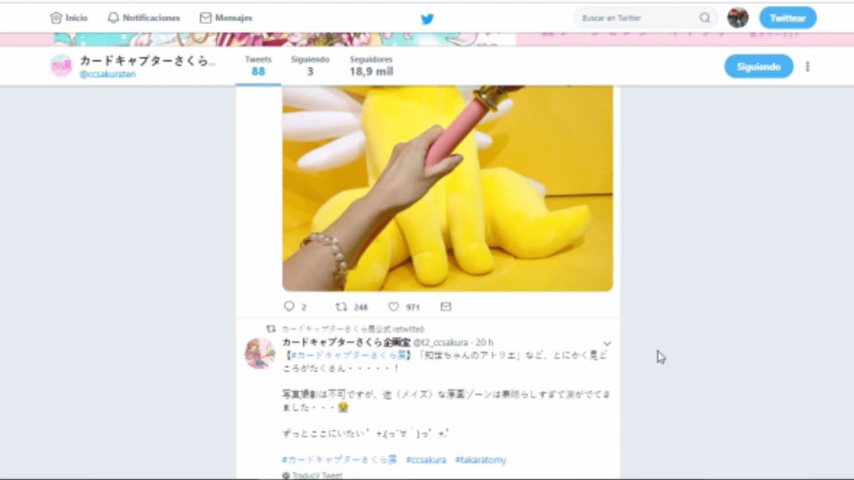 Inicio Notificaciones Mensajes
Buscar en Twitter
Twittear
カードキャプターさくら...
@ccsakuraten
Tweets Siguiendo Seguidores
88 3 18,9 mil
Siguiendo
2 248 971
カードキャプターさくら展公式 retwitteó
カードキャプターさくら企画室 @t2_ccsakura · 20 h
【#カードキャプターさくら展】「知世ちゃんのアトリエ」など、とにかく見ど
ころがたくさん・・・・・！
写真撮影は不可ですが、迷（メイズ）な原画ゾーンは素晴らしすぎて涙がでてき
ました・・・😭
ずっとここにいたい
#カードキャプターさくら展 #ccsakura #takaratomy
Traducir Tweet